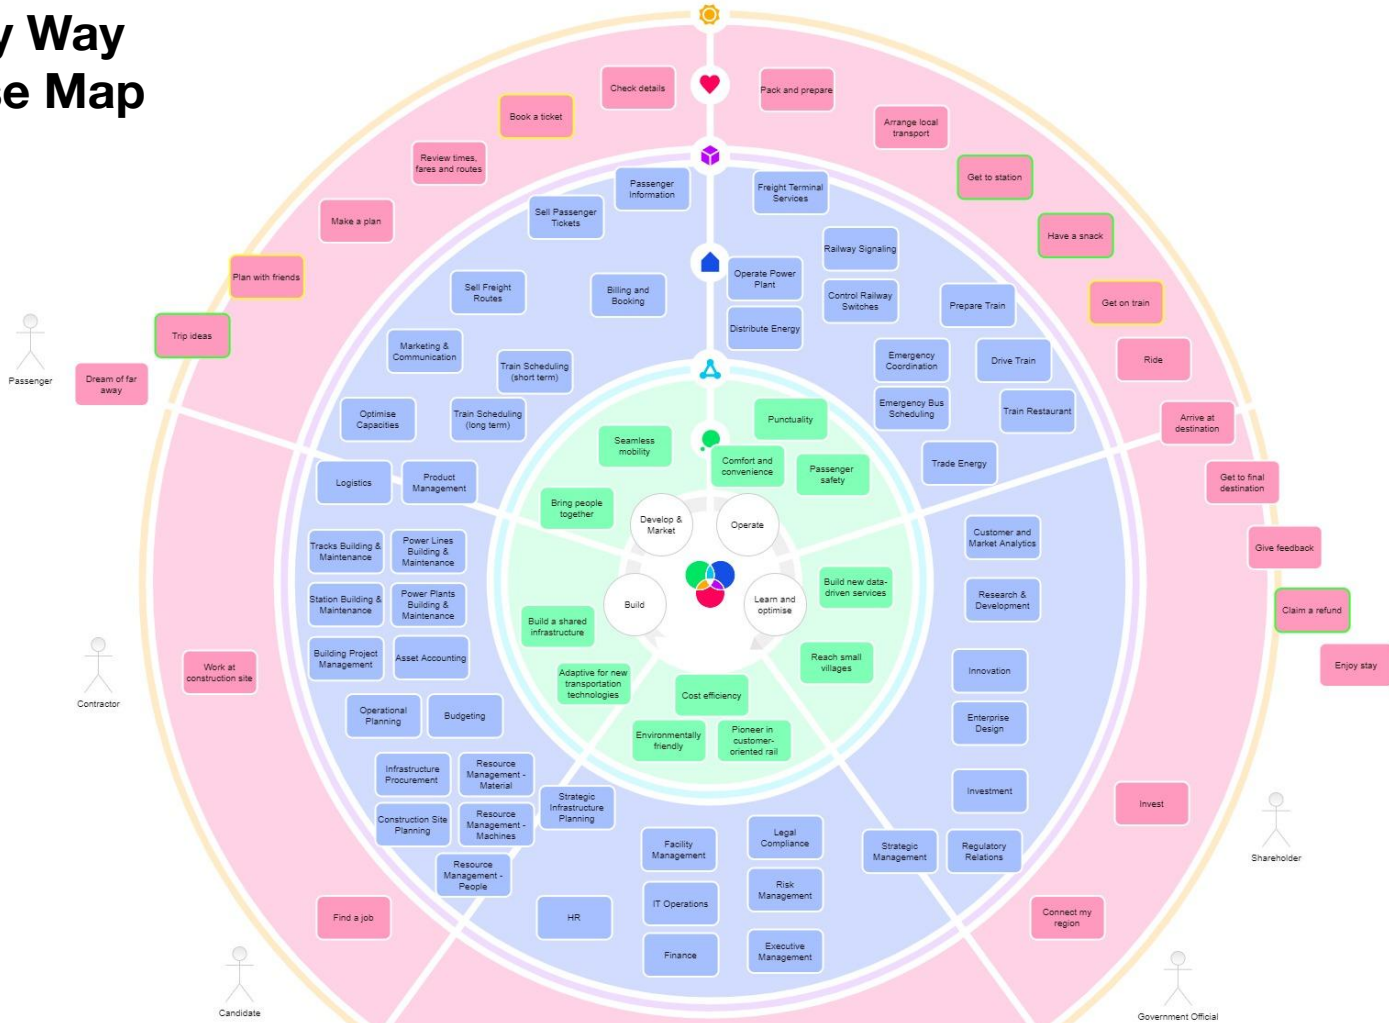 y Way
se Map
Check details
Pack and prepare
Book a ticket
Arrange local
transport
Review times,
fares and routes
Get to station
Make a plan
Have a snack
Plan with friends
Get on train
Trip ideas
Ride
Passenger
Dream of far
away
Arrive at
destination
Get to final
destination
Give feedback
Claim a refund
Enjoy stay
Passenger
Information
Freight Terminal
Services
Sell Passenger
Tickets
Railway Signaling
Operate Power
Plant
Sell Freight
Routes
Billing and
Booking
Control Railway
Switches
Prepare Train
Distribute Energy
Marketing &
Communication
Train Scheduling
(short term)
Emergency
Coordination
Drive Train
Optimise
Capacities
Train Scheduling
(long term)
Emergency Bus
Scheduling
Train Restaurant
Trade Energy
Logistics
Product
Management
Punctuality
Seamless
mobility
Comfort and
convenience
Passenger
safety
Bring people
together
Develop &
Market
Operate
Build
Learn and
optimise
Build new data-
driven services
Build a shared
infrastructure
Reach small
villages
Adaptive for new
transportation
technologies
Cost efficiency
Environmentally
friendly
Pioneer in
customer-
oriented rail
Tracks Building &
Maintenance
Power Lines
Building &
Maintenance
Station Building &
Maintenance
Power Plants
Building &
Maintenance
Building Project
Management
Asset Accounting
Operational
Planning
Budgeting
Infrastructure
Procurement
Resource
Management -
Material
Construction Site
Planning
Resource
Management -
Machines
Strategic
Infrastructure
Planning
Resource
Management -
People
Customer and
Market Analytics
Research &
Development
Innovation
Enterprise
Design
Investment
Strategic
Management
Regulatory
Relations
Facility
Management
Legal
Compliance
IT Operations
Risk
Management
HR
Finance
Executive
Management
Work at
construction site
Contractor
Find a job
Candidate
Invest
Shareholder
Connect my
region
Government Official